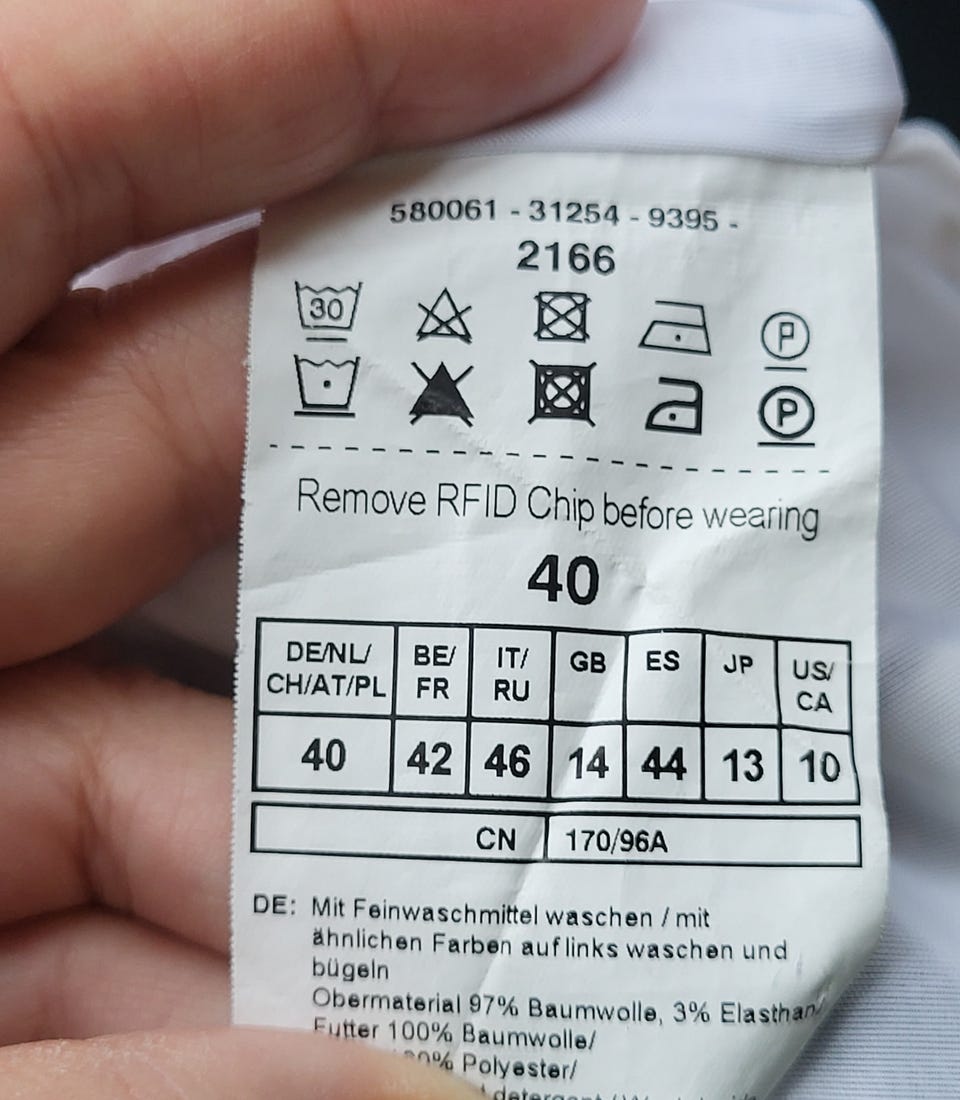 580061 - 31254 - 9395 -
2166
30
P
P
Remove RFID Chip before wearing
40
DE/NL/ BE/ IT/ GB ES JP US/
CH/AT/PL FR RU CA
40 42 46 14 44 13 10
CN 170/96A
DE: Mit Feinwaschmittel waschen / mit
ähnlichen Farben auf links waschen und
bügeln
Obermaterial 97% Baumwolle, 3% Elasthan/
Futter 100% Baumwolle/
Polyester/